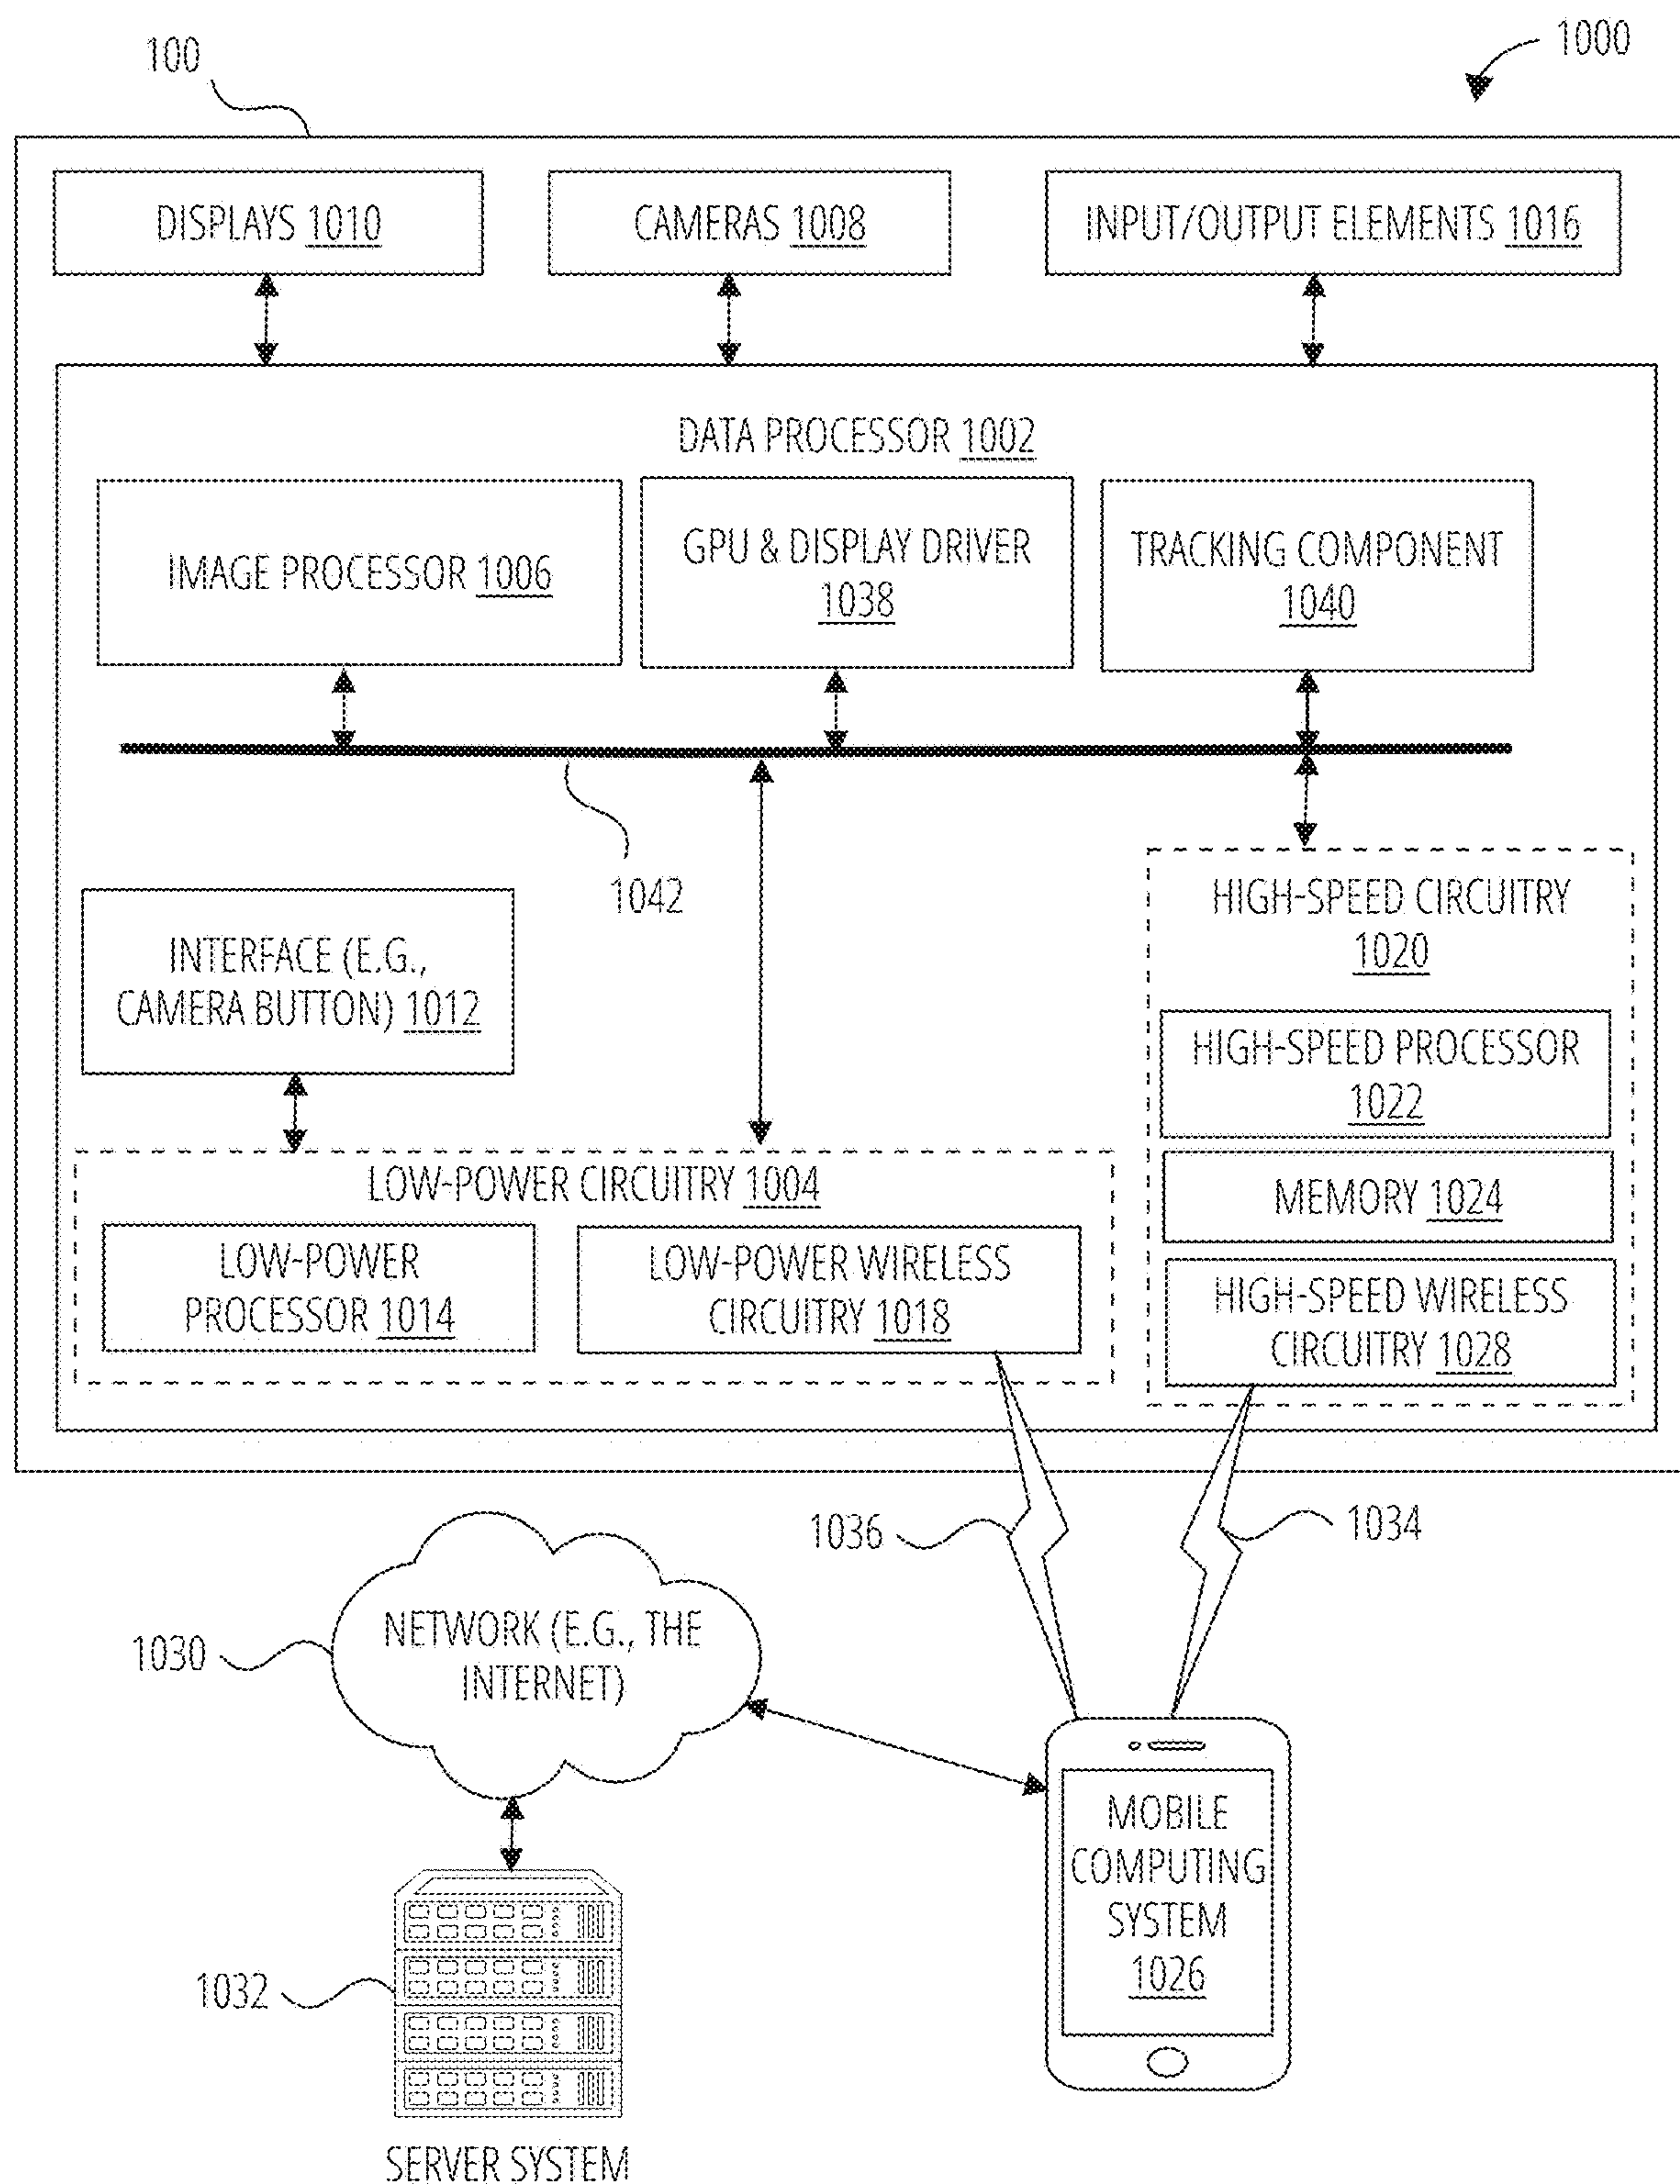 100
1000
DISPLAYS 1010
CAMERAS 1008
INPUT/OUTPUT ELEMENTS 1016
DATA PROCESSOR 1002
IMAGE PROCESSOR 1006
GPU & DISPLAY DRIVER
1038
TRACKING COMPONENT
1040
1042
INTERFACE (E.G.,
CAMERA BUTTON) 1012
HIGH-SPEED CIRCUITRY
1020
HIGH-SPEED PROCESSOR
1022
MEMORY 1024
HIGH-SPEED WIRELESS
CIRCUITRY 1028
LOW-POWER CIRCUITRY 1004
LOW-POWER
PROCESSOR 1014
LOW-POWER WIRELESS
CIRCUITRY 1018
1036
1034
1030
NETWORK (E.G., THE
INTERNET)
MOBILE
COMPUTING
SYSTEM
1026
1032
SERVER SYSTEM